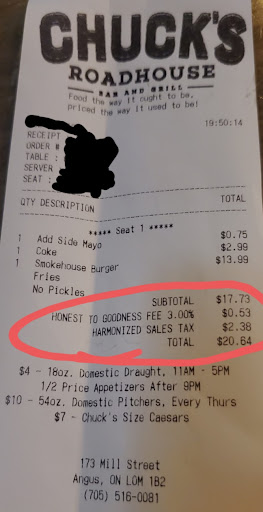 CHUCK'S
ROADHOUSE
BAR AND GRILL
Food the way it ought to be,
priced the way it used to be!
19:50:14
RECEIPT
ORDER #
TABLE :
SERVER
SEAT :
QTY DESCRIPTION TOTAL
***** Seat 1 *****
1 Add Side Mayo $0.75
1 Coke $2.99
1 Smokehouse Burger $13.99
Fries
No Pickles
SUBTOTAL $17.73
HONEST TO GOODNESS FEE 3.00% $0.53
HARMONIZED SALES TAX $2.38
TOTAL $20.64
$4 - 18oz. Domestic Draught, 11AM - 5PM
1/2 Price Appetizers After 9PM
$10 - 54oz. Domestic Pitchers, Every Thurs
$7 - Chuck's Size Caesars
173 Mill Street
Angus, ON L0M 1B2
(705) 516-0081